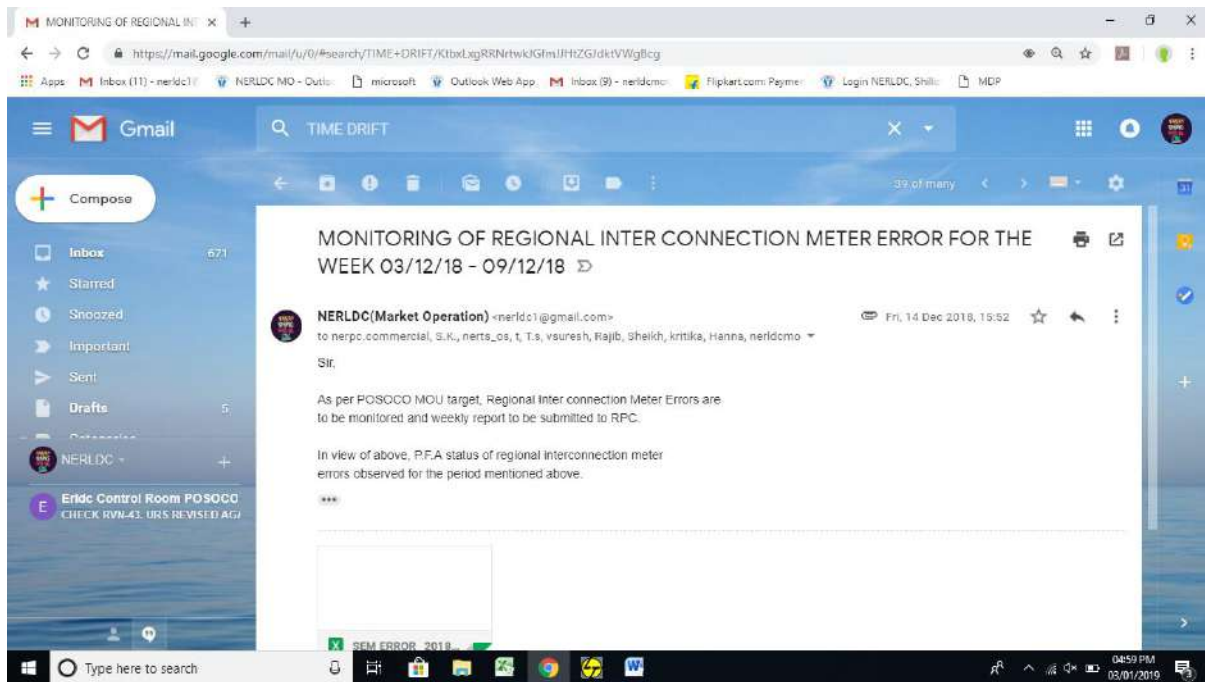 MONITORING OF REGIONAL INT
https://mail.google.com/mail/u/0/#search/TIME+DRIFT/
Apps Inbox (11) - nerldc1 NERLDC MO - Outlo microsoft Outlook Web App Inbox (9) - nerldcmo Flipkart.com: Payme Login NERLDC, Shillo MDP
Gmail
TIME DRIFT
Compose
39 of many
Inbox 671
Starred
Snoozed
Important
Sent
Drafts 5
Categories
NERLDC
Erldc Control Room POSOCO
CHECK RVN-43. URS REVISED AGA
MONITORING OF REGIONAL INTER CONNECTION METER ERROR FOR THE
WEEK 03/12/18 - 09/12/18
NERLDC(Market Operation) <nerldc1@gmail.com>
Fri, 14 Dec 2018, 15:52
to nerpc.commercial, S.K., nerts_os, t, T.s, vsuresh, Rajib, Sheikh, kritika, Hanna, nerldcmo
Sir,
As per POSOCO MOU target, Regional Inter connection Meter Errors are
to be monitored and weekly report to be submitted to RPC.
In view of above, P.F.A status of regional interconnection meter
errors observed for the period mentioned above.
SEM ERROR_2018...
31
Type here to search
04:59 PM
03/01/2019